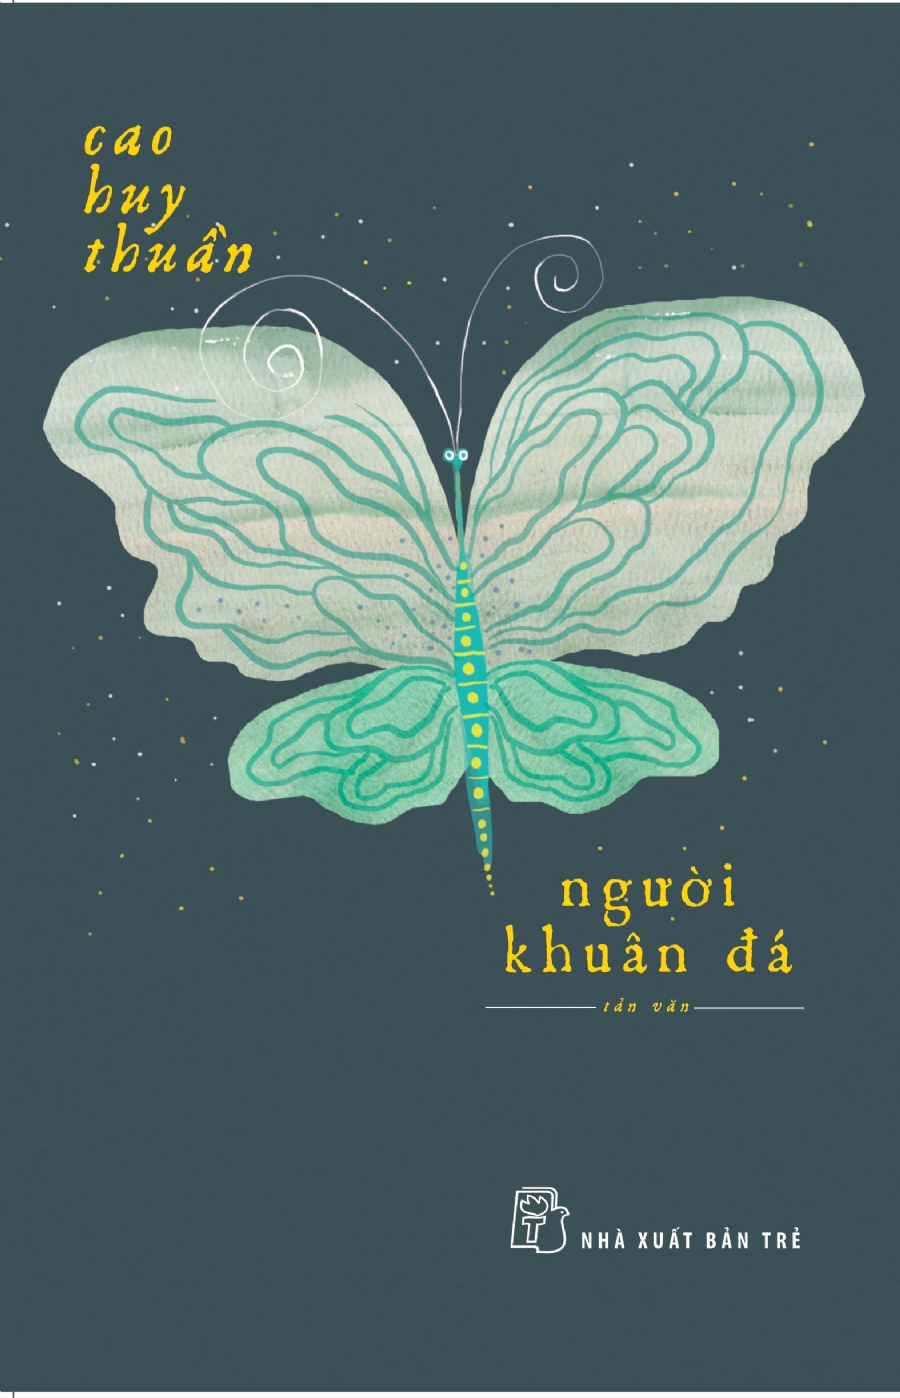 cao
huy
thuần
người
khuân đá
tản văn
NHÀ XUẤT BẢN TRẺ